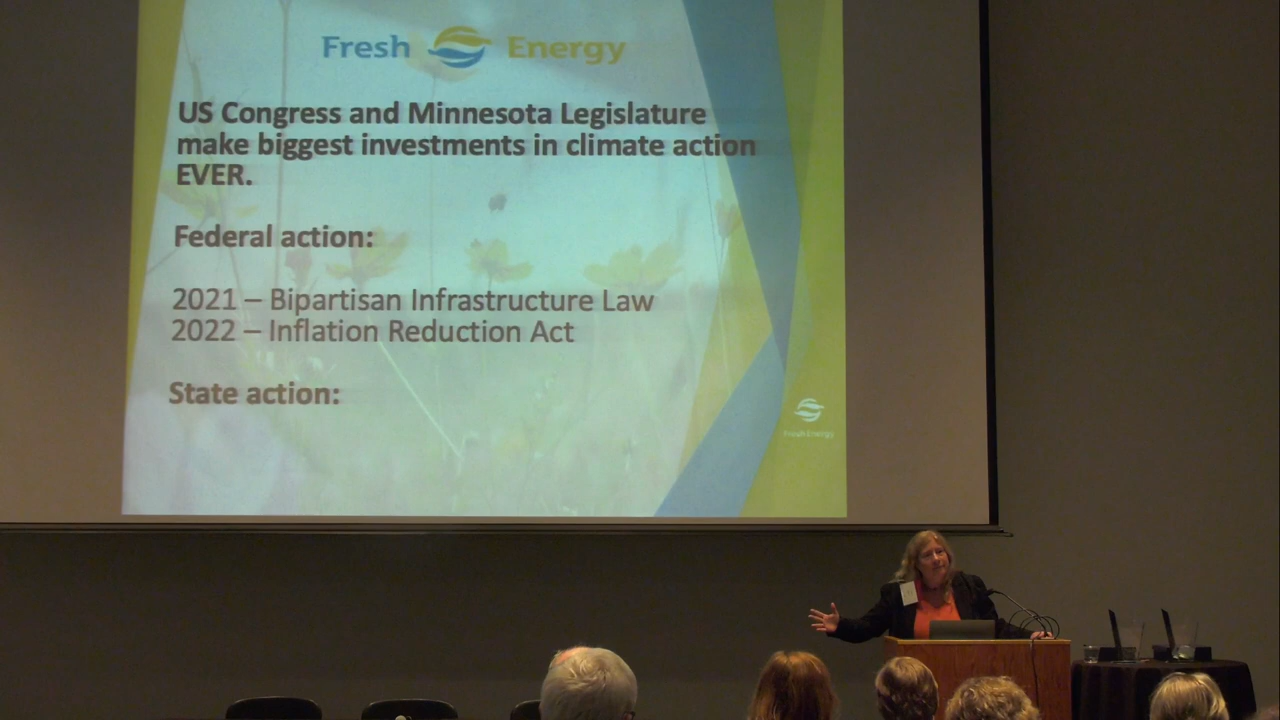 Fresh Energy
US Congress and Minnesota Legislature
make biggest investments in climate action
EVER.
Federal action:
2021 – Bipartisan Infrastructure Law
2022 – Inflation Reduction Act
State action:
Fresh Energy